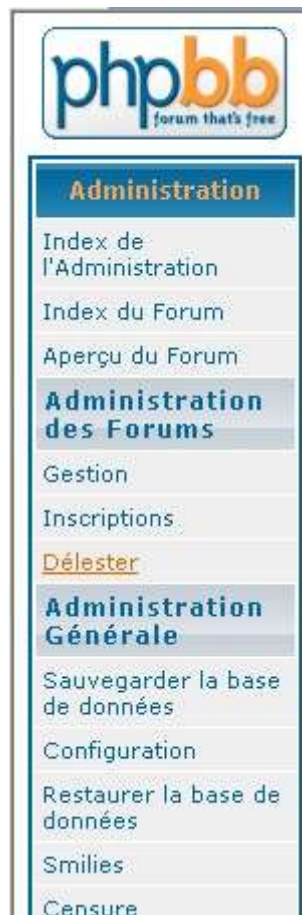 phpbb
forum that's free
Administration
Index de
l'Administration
Index du Forum
Aperçu du Forum
Administration
des Forums
Gestion
Inscriptions
Délester
Administration
Générale
Sauvegarder la base
de données
Configuration
Restaurer la base de
données
Smilies
Censure